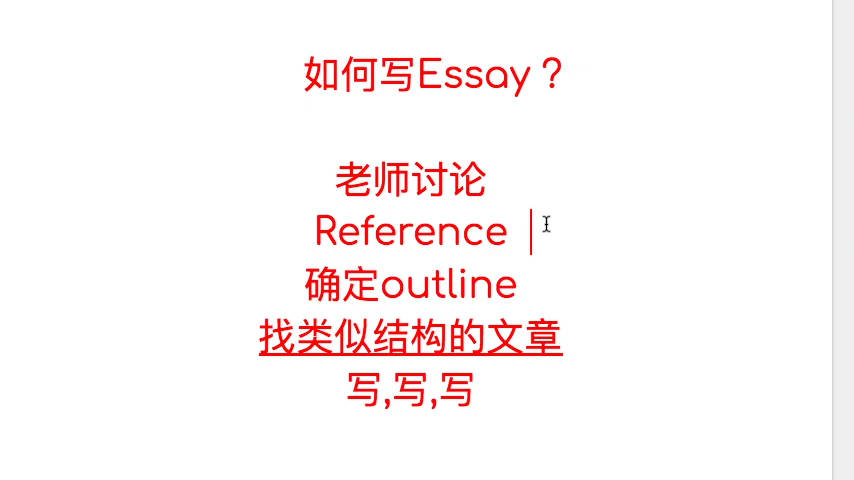 如何写Essay？
老师讨论
Reference
确定outline
找类似结构的文章
写,写,写